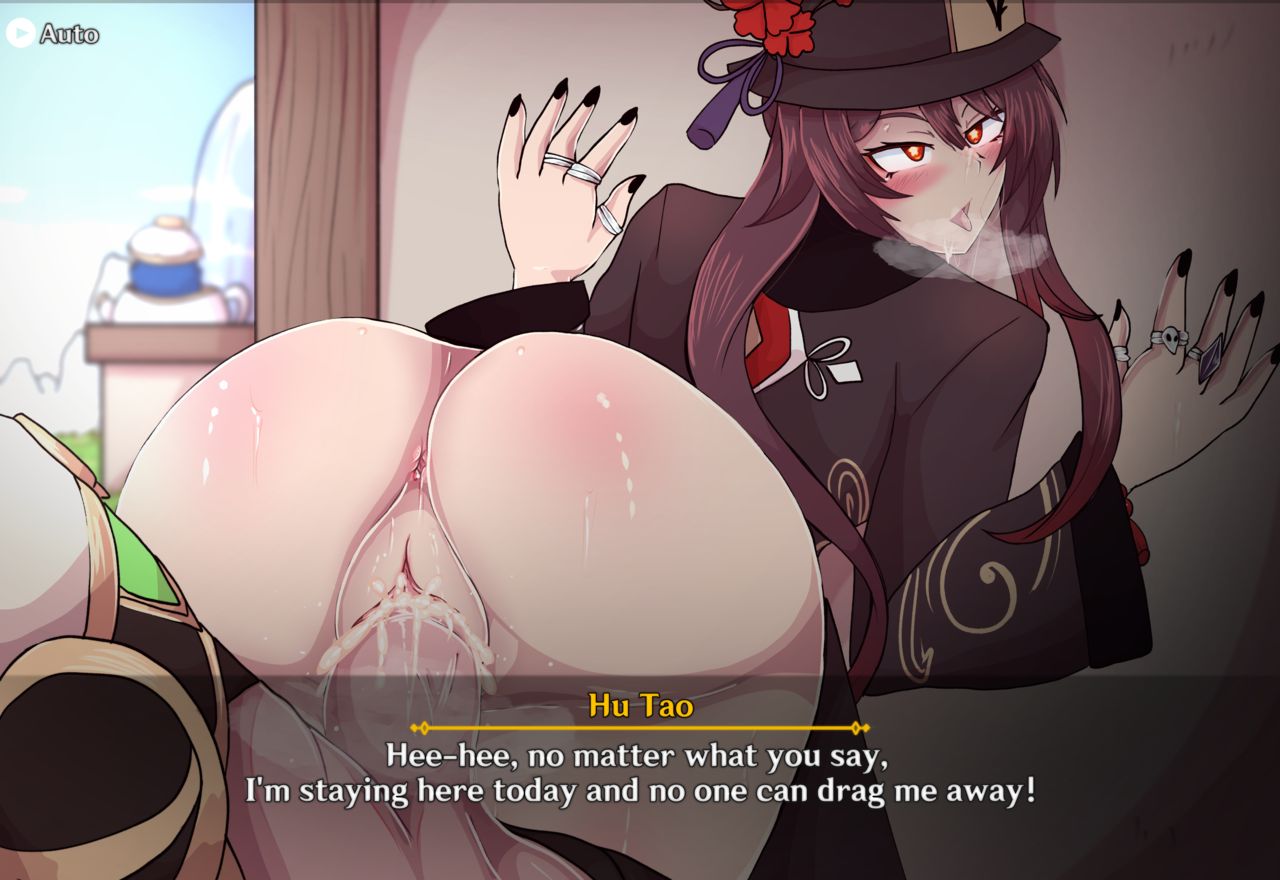 Auto
Hu Tao
Hee-hee, no matter what you say,
I'm staying here today and no one can drag me away!